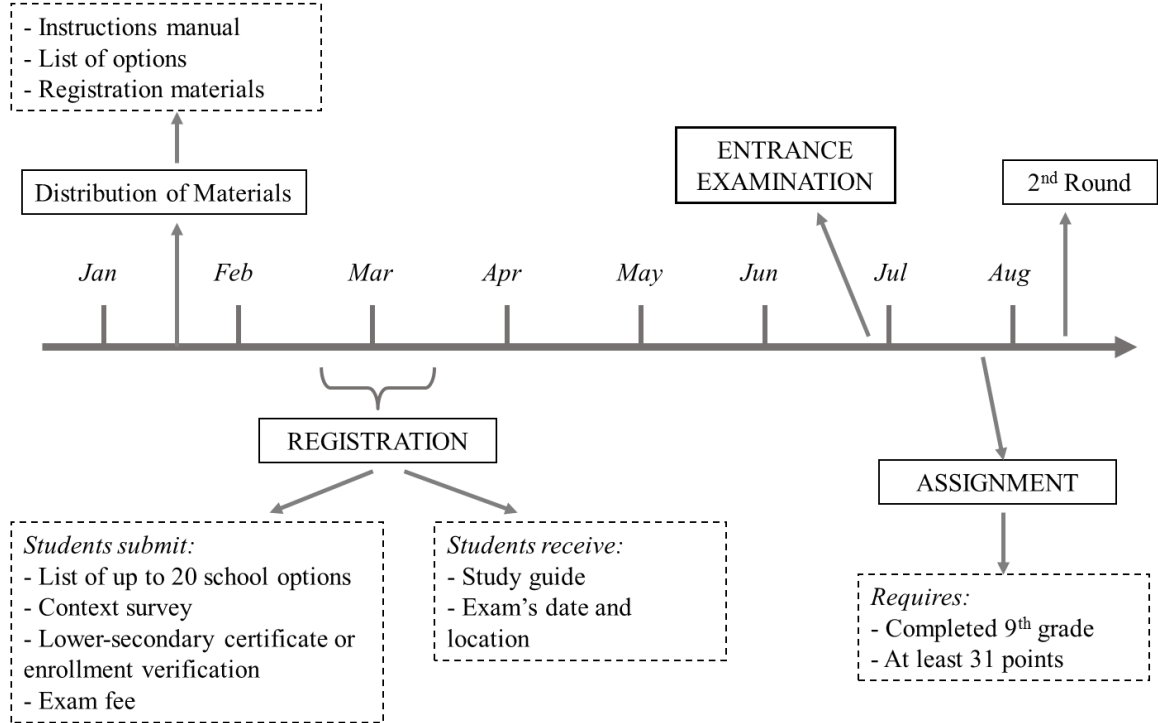 - Instructions manual
- List of options
- Registration materials
Distribution of Materials
ENTRANCE
EXAMINATION
2nd Round
Jan
Feb
Mar
Apr
May
Jun
Jul
Aug
REGISTRATION
ASSIGNMENT
Students submit:
- List of up to 20 school options
- Context survey
- Lower-secondary certificate or
enrollment verification
- Exam fee
Students receive:
- Study guide
- Exam’s date and
location
Requires:
- Completed 9th grade
- At least 31 points